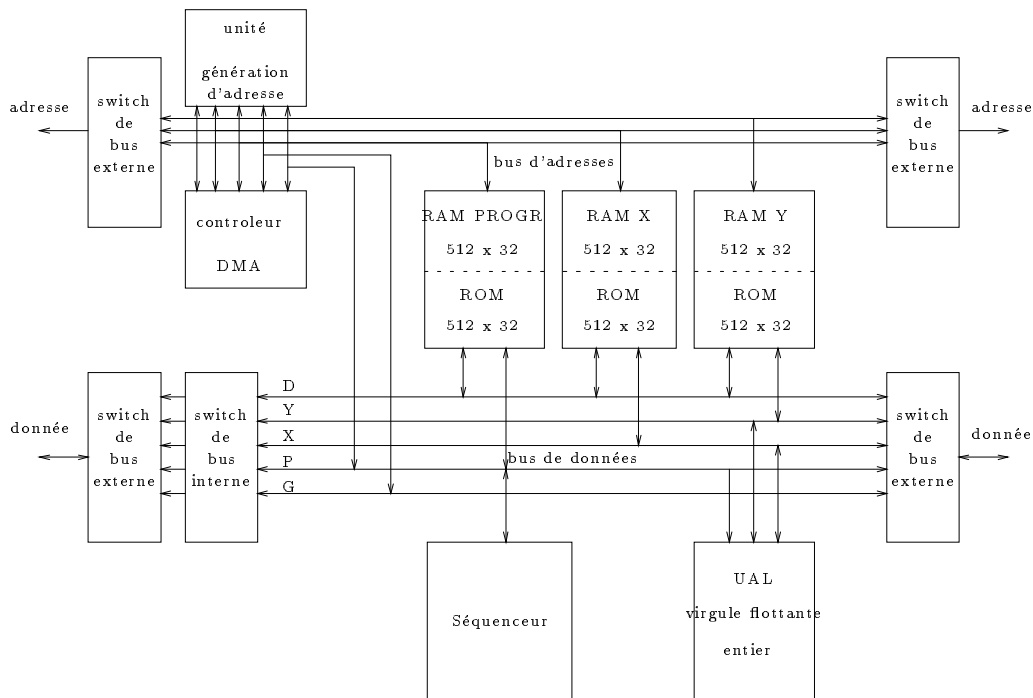 unité
génération
d'adresse
adresse
switch
de
bus
externe
switch
de
bus
externe
adresse
bus d'adresses
controleur
DMA
RAM PROGR
512 x 32
ROM
512 x 32
RAM X
512 x 32
ROM
512 x 32
RAM Y
512 x 32
ROM
512 x 32
donnée
switch
de
bus
externe
switch
de
bus
interne
D
Y
X
P
G
bus de données
switch
de
bus
externe
donnée
Séquenceur
UAL
virgule flottante
entier